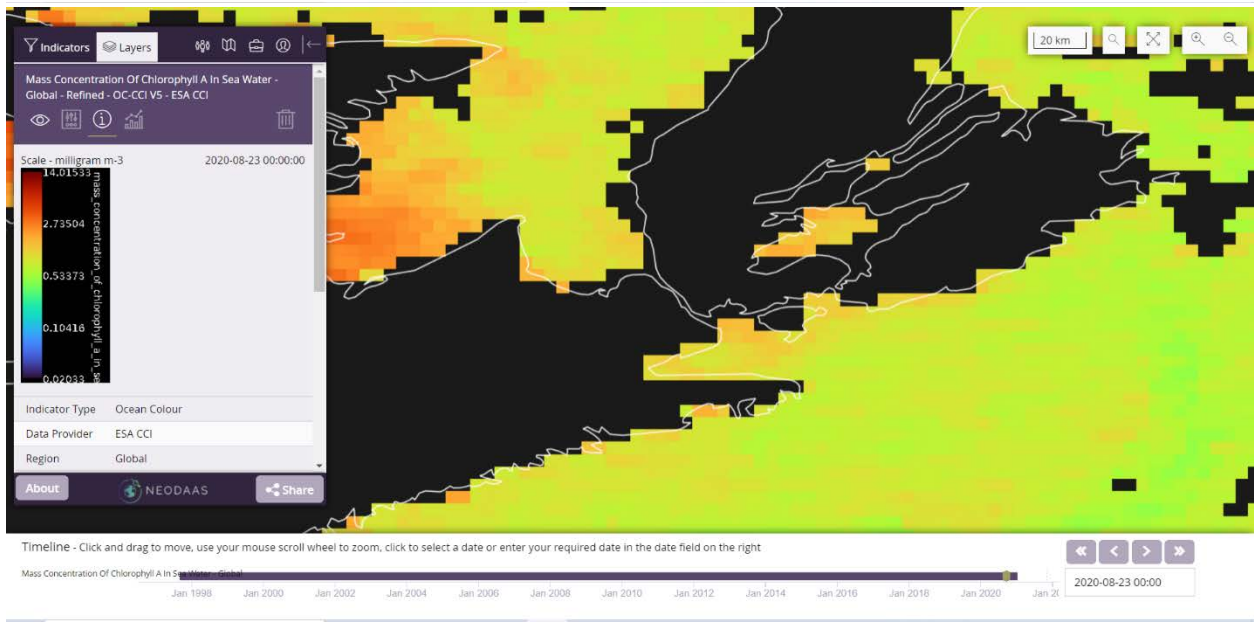 Indicators Layers
20 km
Mass Concentration Of Chlorophyll A In Sea Water -
Global - Refined - OC-CCI V5 - ESA CCI
Scale - milligram m-3 2020-08-23 00:00:00
14.01533
2.73504
0.53373
0.10416
0.02033
mass_concentration_of_chlorophyll_a_in_se
Indicator Type Ocean Colour
Data Provider ESA CCI
Region Global
About NEODAAS Share
Timeline - Click and drag to move, use your mouse scroll wheel to zoom, click to select a date or enter your required date in the date field on the right
Mass Concentration Of Chlorophyll A In Sea Water - Global
2020-08-23 00:00
Jan 1998 Jan 2000 Jan 2002 Jan 2004 Jan 2006 Jan 2008 Jan 2010 Jan 2012 Jan 2014 Jan 2016 Jan 2018 Jan 2020 Jan 2